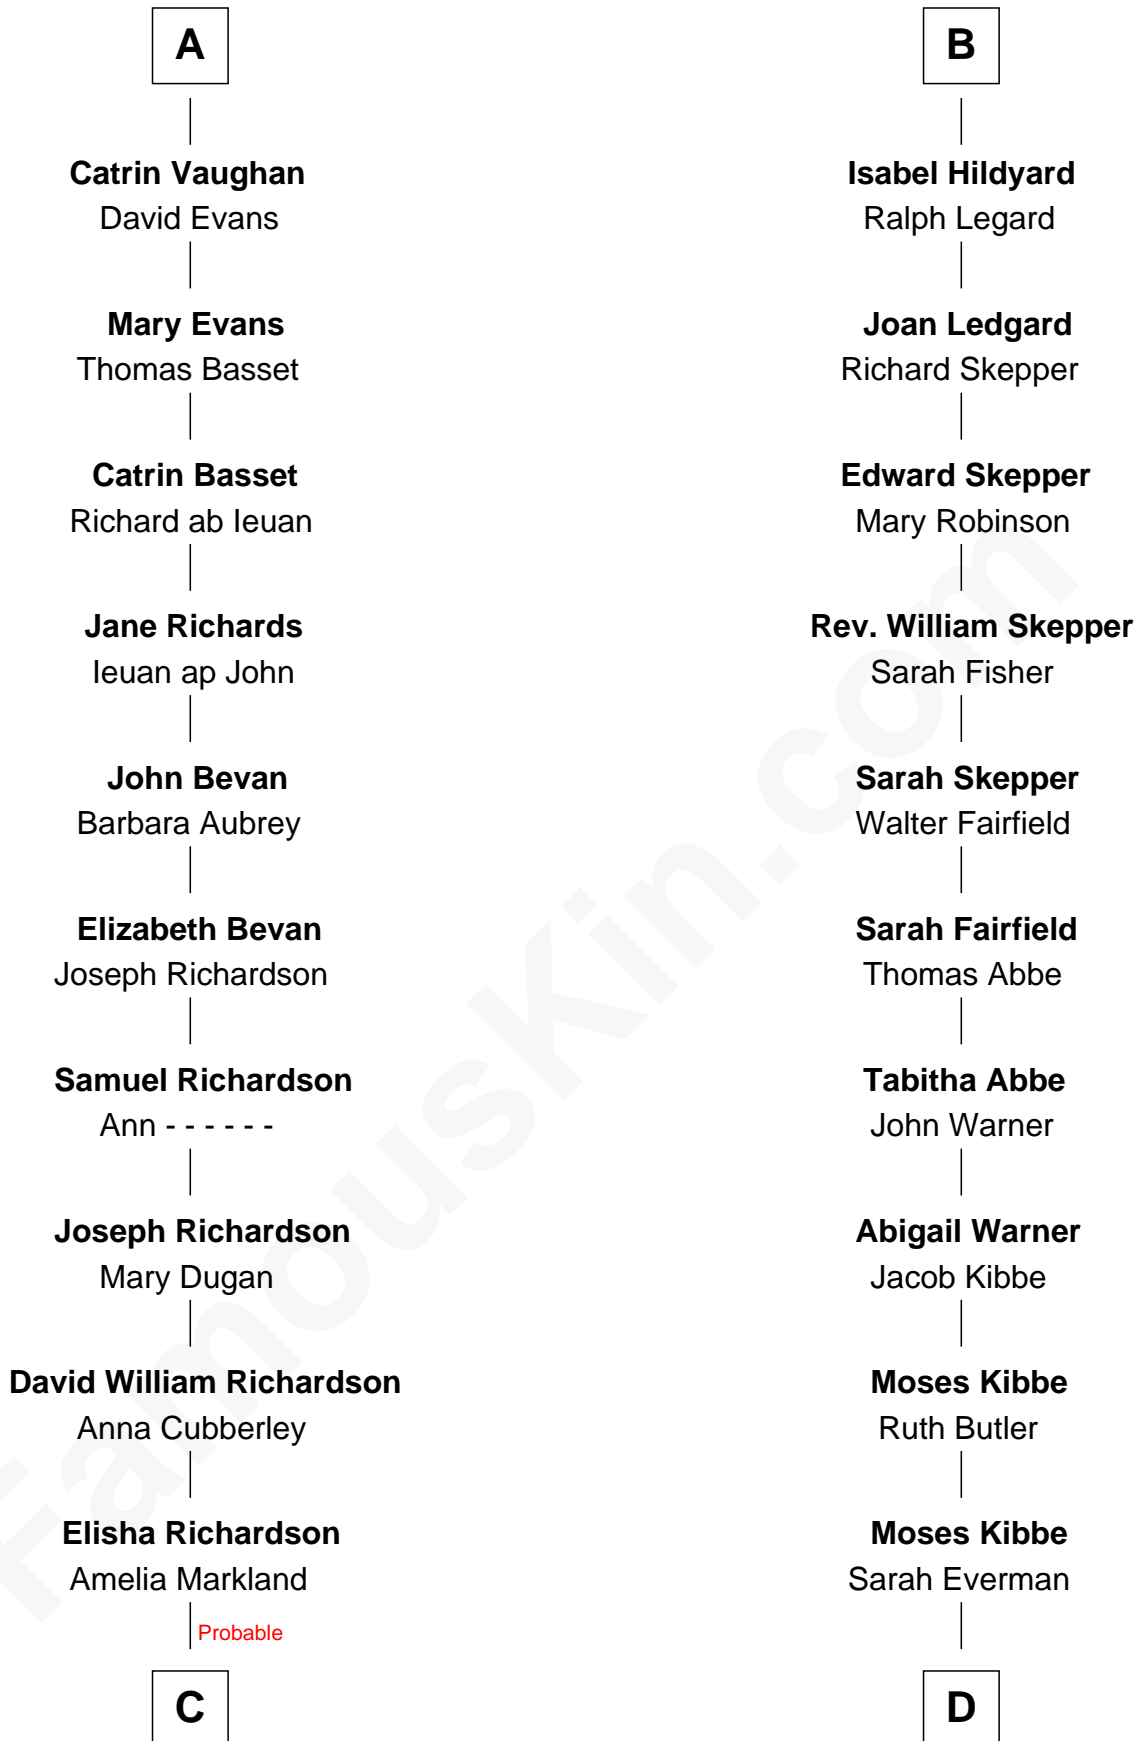 A
Catrin Vaughan
David Evans
Mary Evans
Thomas Basset
Catrin Basset
Richard ab Ieuan
Jane Richards
Ieuan ap John
John Bevan
Barbara Aubrey
Elizabeth Bevan
Joseph Richardson
Samuel Richardson
Ann - - - - - -
Joseph Richardson
Mary Dugan
David William Richardson
Anna Cubberley
Elisha Richardson
Amelia Markland
Probable
C
B
Isabel Hildyard
Ralph Legard
Joan Ledgard
Richard Skepper
Edward Skepper
Mary Robinson
Rev. William Skepper
Sarah Fisher
Sarah Skepper
Walter Fairfield
Sarah Fairfield
Thomas Abbe
Tabitha Abbe
John Warner
Abigail Warner
Jacob Kibbe
Moses Kibbe
Ruth Butler
Moses Kibbe
Sarah Everman
D
FamousKin.com